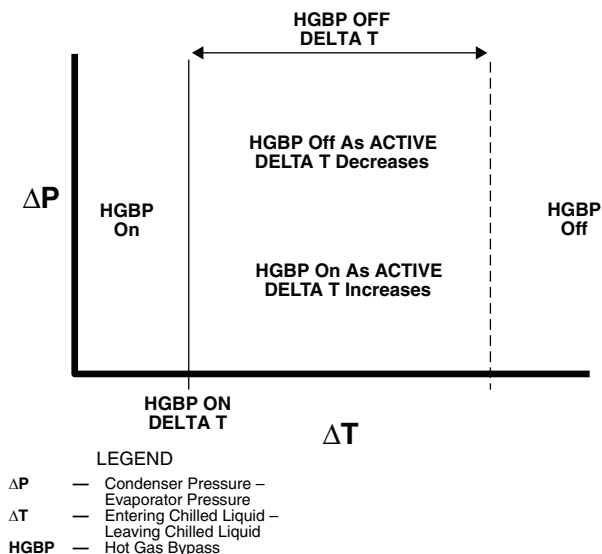 HGBP OFF
DELTA T
HGBP Off As ACTIVE
DELTA T Decreases
ΔP
HGBP
On
HGBP
Off
HGBP On As ACTIVE
DELTA T Increases
HGBP ON
DELTA T
ΔT
LEGEND
ΔP — Condenser Pressure –
Evaporator Pressure
ΔT — Entering Chilled Liquid –
Leaving Chilled Liquid
HGBP — Hot Gas Bypass